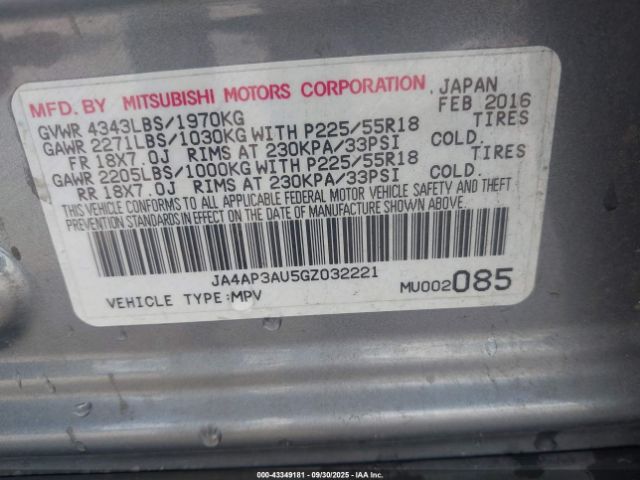 MFD. BY MITSUBISHI MOTORS CORPORATION JAPAN
GVWR 4343LBS/1970KG FEB 2016
GAWR 2271LBS/1030KG WITH P225/55R18 TIRES
FR 18X7.0J RIMS AT 230KPA/33PSI COLD.
GAWR 2205LBS/1000KG WITH P225/55R18 TIRES
RR 18X7.0J RIMS AT 230KPA/33PSI COLD.
THIS VEHICLE CONFORMS TO ALL APPLICABLE FEDERAL MOTOR VEHICLE SAFETY AND THEFT
PREVENTION STANDARDS IN EFFECT ON THE DATE OF MANUFACTURE SHOWN ABOVE.
JA4AP3AU5GZ032221
VEHICLE TYPE:MPV MU002085
00-43349181 - 09/30/2025 - Copart